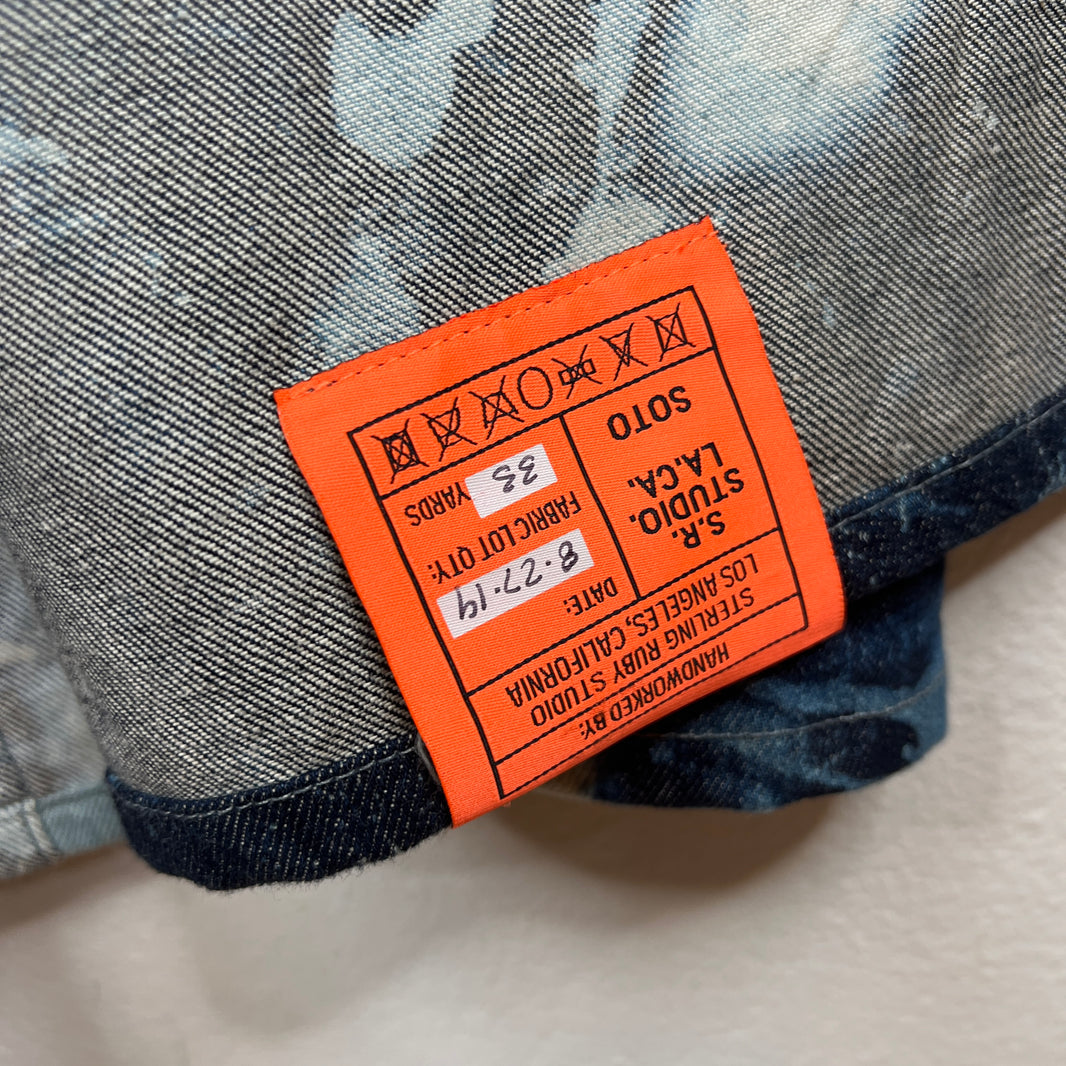 HANDWORKED BY:
STERLING RUBY STUDIO
LOS ANGELES, CALIFORNIA
S.R.
STUDIO.
LA.CA.
SOTO
DATE:
8·27·19
FABRIC LOT QTY:
33 YARDS